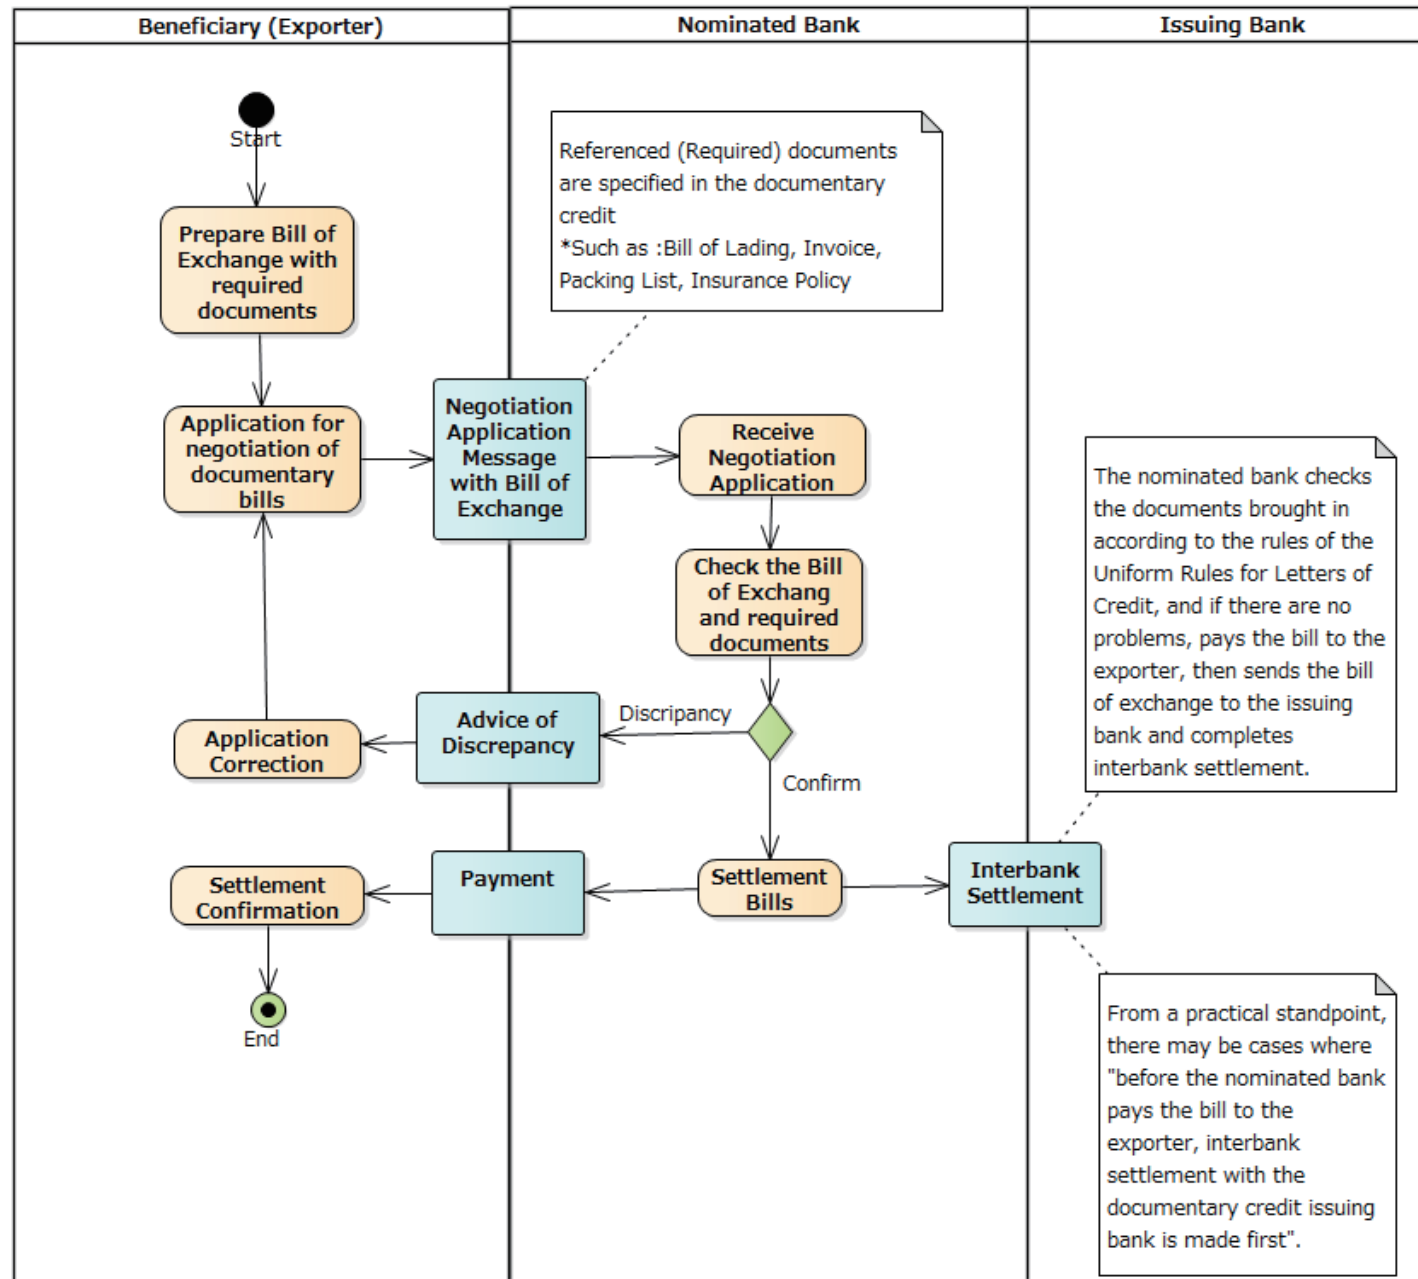 Beneficiary (Exporter)
Nominated Bank
Issuing Bank
Start
Referenced (Required) documents
are specified in the documentary
credit
*Such as :Bill of Lading, Invoice,
Packing List, Insurance Policy
Prepare Bill of
Exchange with
required
documents
Application for
negotiation of
documentary
bills
Negotiation
Application
Message
with Bill of
Exchange
Receive
Negotiation
Application
The nominated bank checks
the documents brought in
according to the rules of the
Uniform Rules for Letters of
Credit, and if there are no
problems, pays the bill to the
exporter, then sends the bill
of exchange to the issuing
bank and completes
interbank settlement.
Check the Bill
of Exchang
and required
documents
Discripancy
Advice of
Discrepancy
Application
Correction
Confirm
Settlement
Confirmation
Payment
Settlement
Bills
Interbank
Settlement
End
From a practical standpoint,
there may be cases where
"before the nominated bank
pays the bill to the
exporter, interbank
settlement with the
documentary credit issuing
bank is made first".